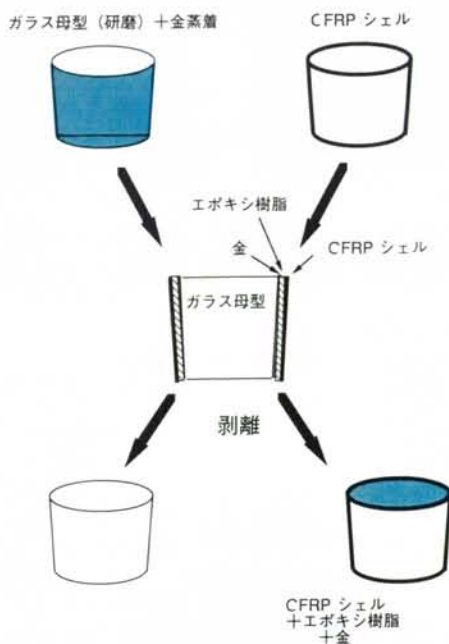 ガラス母型（研磨）＋金蒸着
CFRP シェル
エポキシ樹脂
金
CFRP シェル
ガラス母型
剥離
CFRP シェル
＋エポキシ樹脂
＋金